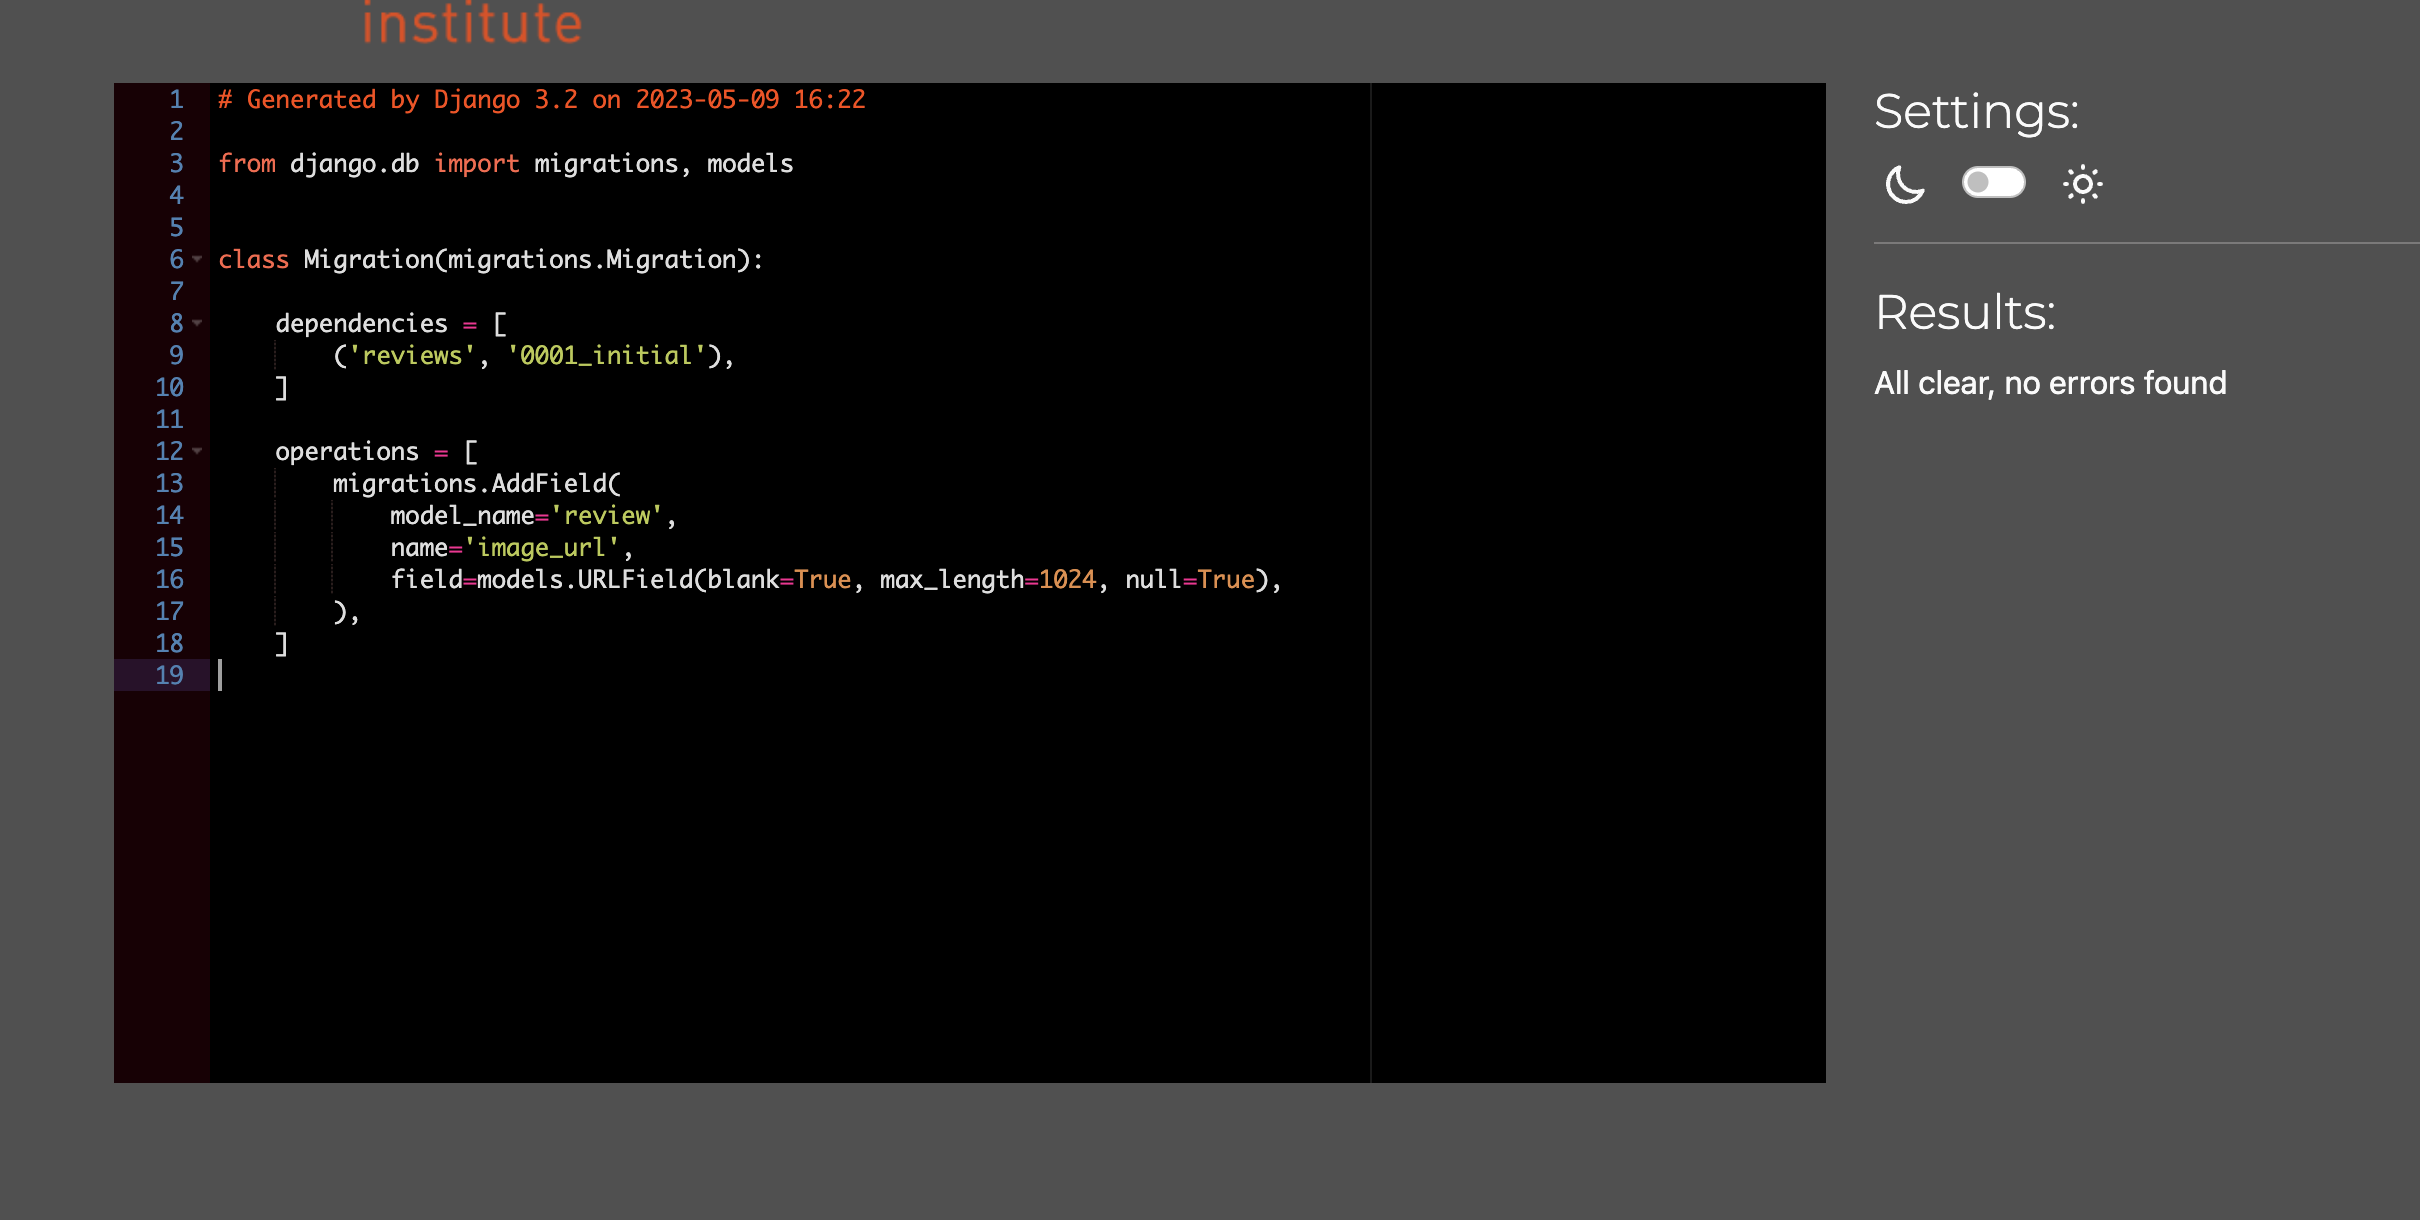 institute
1 # Generated by Django 3.2 on 2023-05-09 16:22
2
3 from django.db import migrations, models
4
5
6 class Migration(migrations.Migration):
7
8     dependencies = [
9         ('reviews', '0001_initial'),
10     ]
11
12     operations = [
13         migrations.AddField(
14             model_name='review',
15             name='image_url',
16             field=models.URLField(blank=True, max_length=1024, null=True),
17         ),
18     ]
19
Settings:
Results:
All clear, no errors found